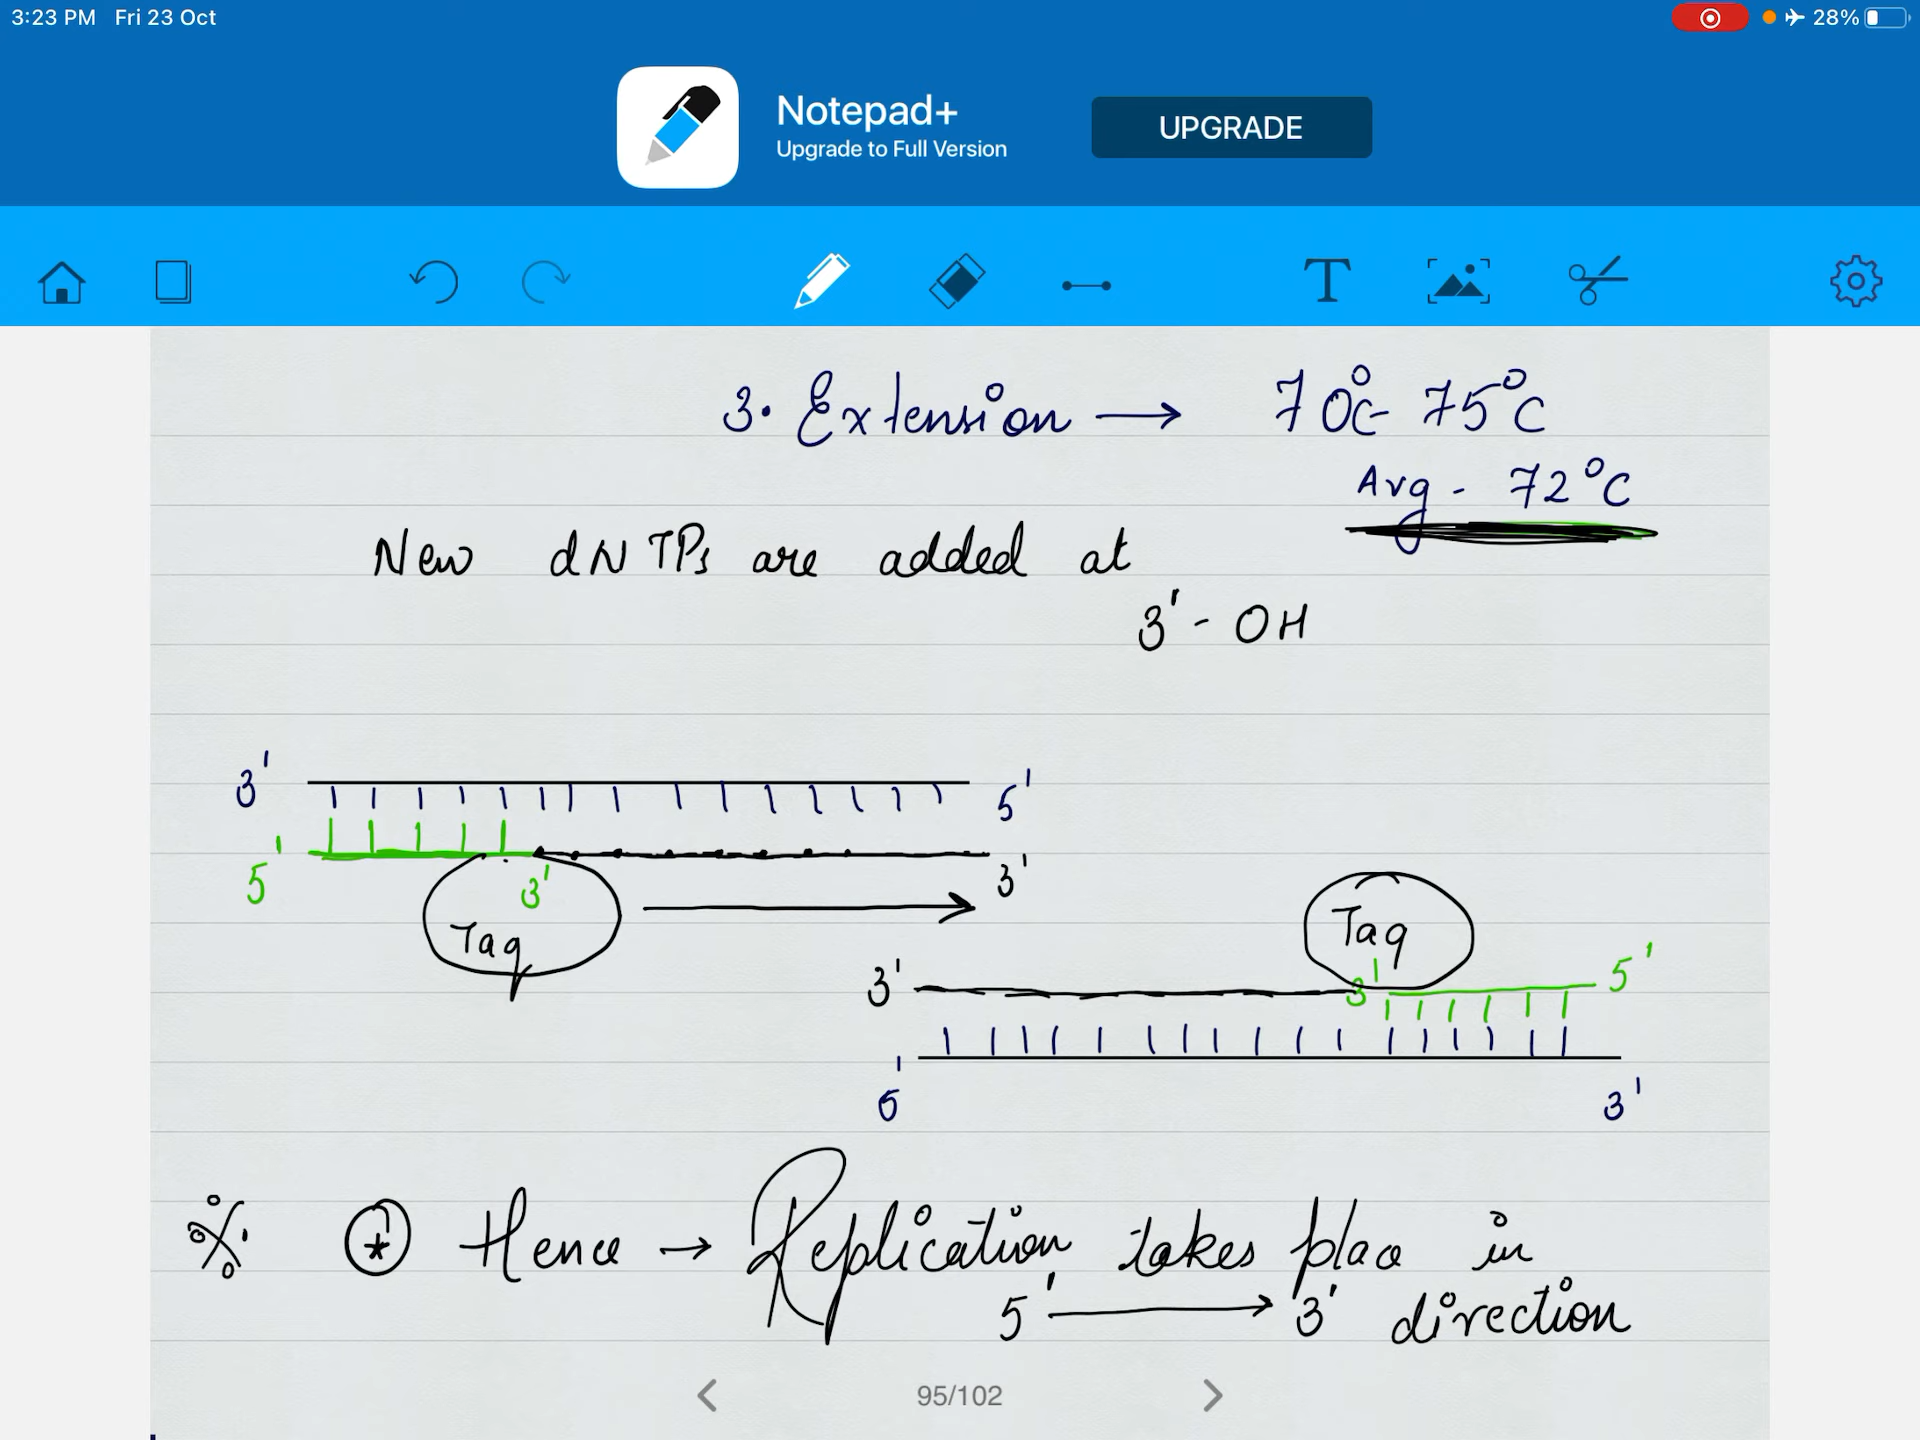 3:23 PM Fri 23 Oct
28%
Notepad+
Upgrade to Full Version
UPGRADE
T
3. Extension → 70°C - 75°C
Avg - 72°C
New dNTPs are added at
3' - OH
3' 5'
5' 3' 3'
Taq
Taq
3' 3' 5'
5' 3'
Hence → Replication takes place in
5' → 3' direction
95/102